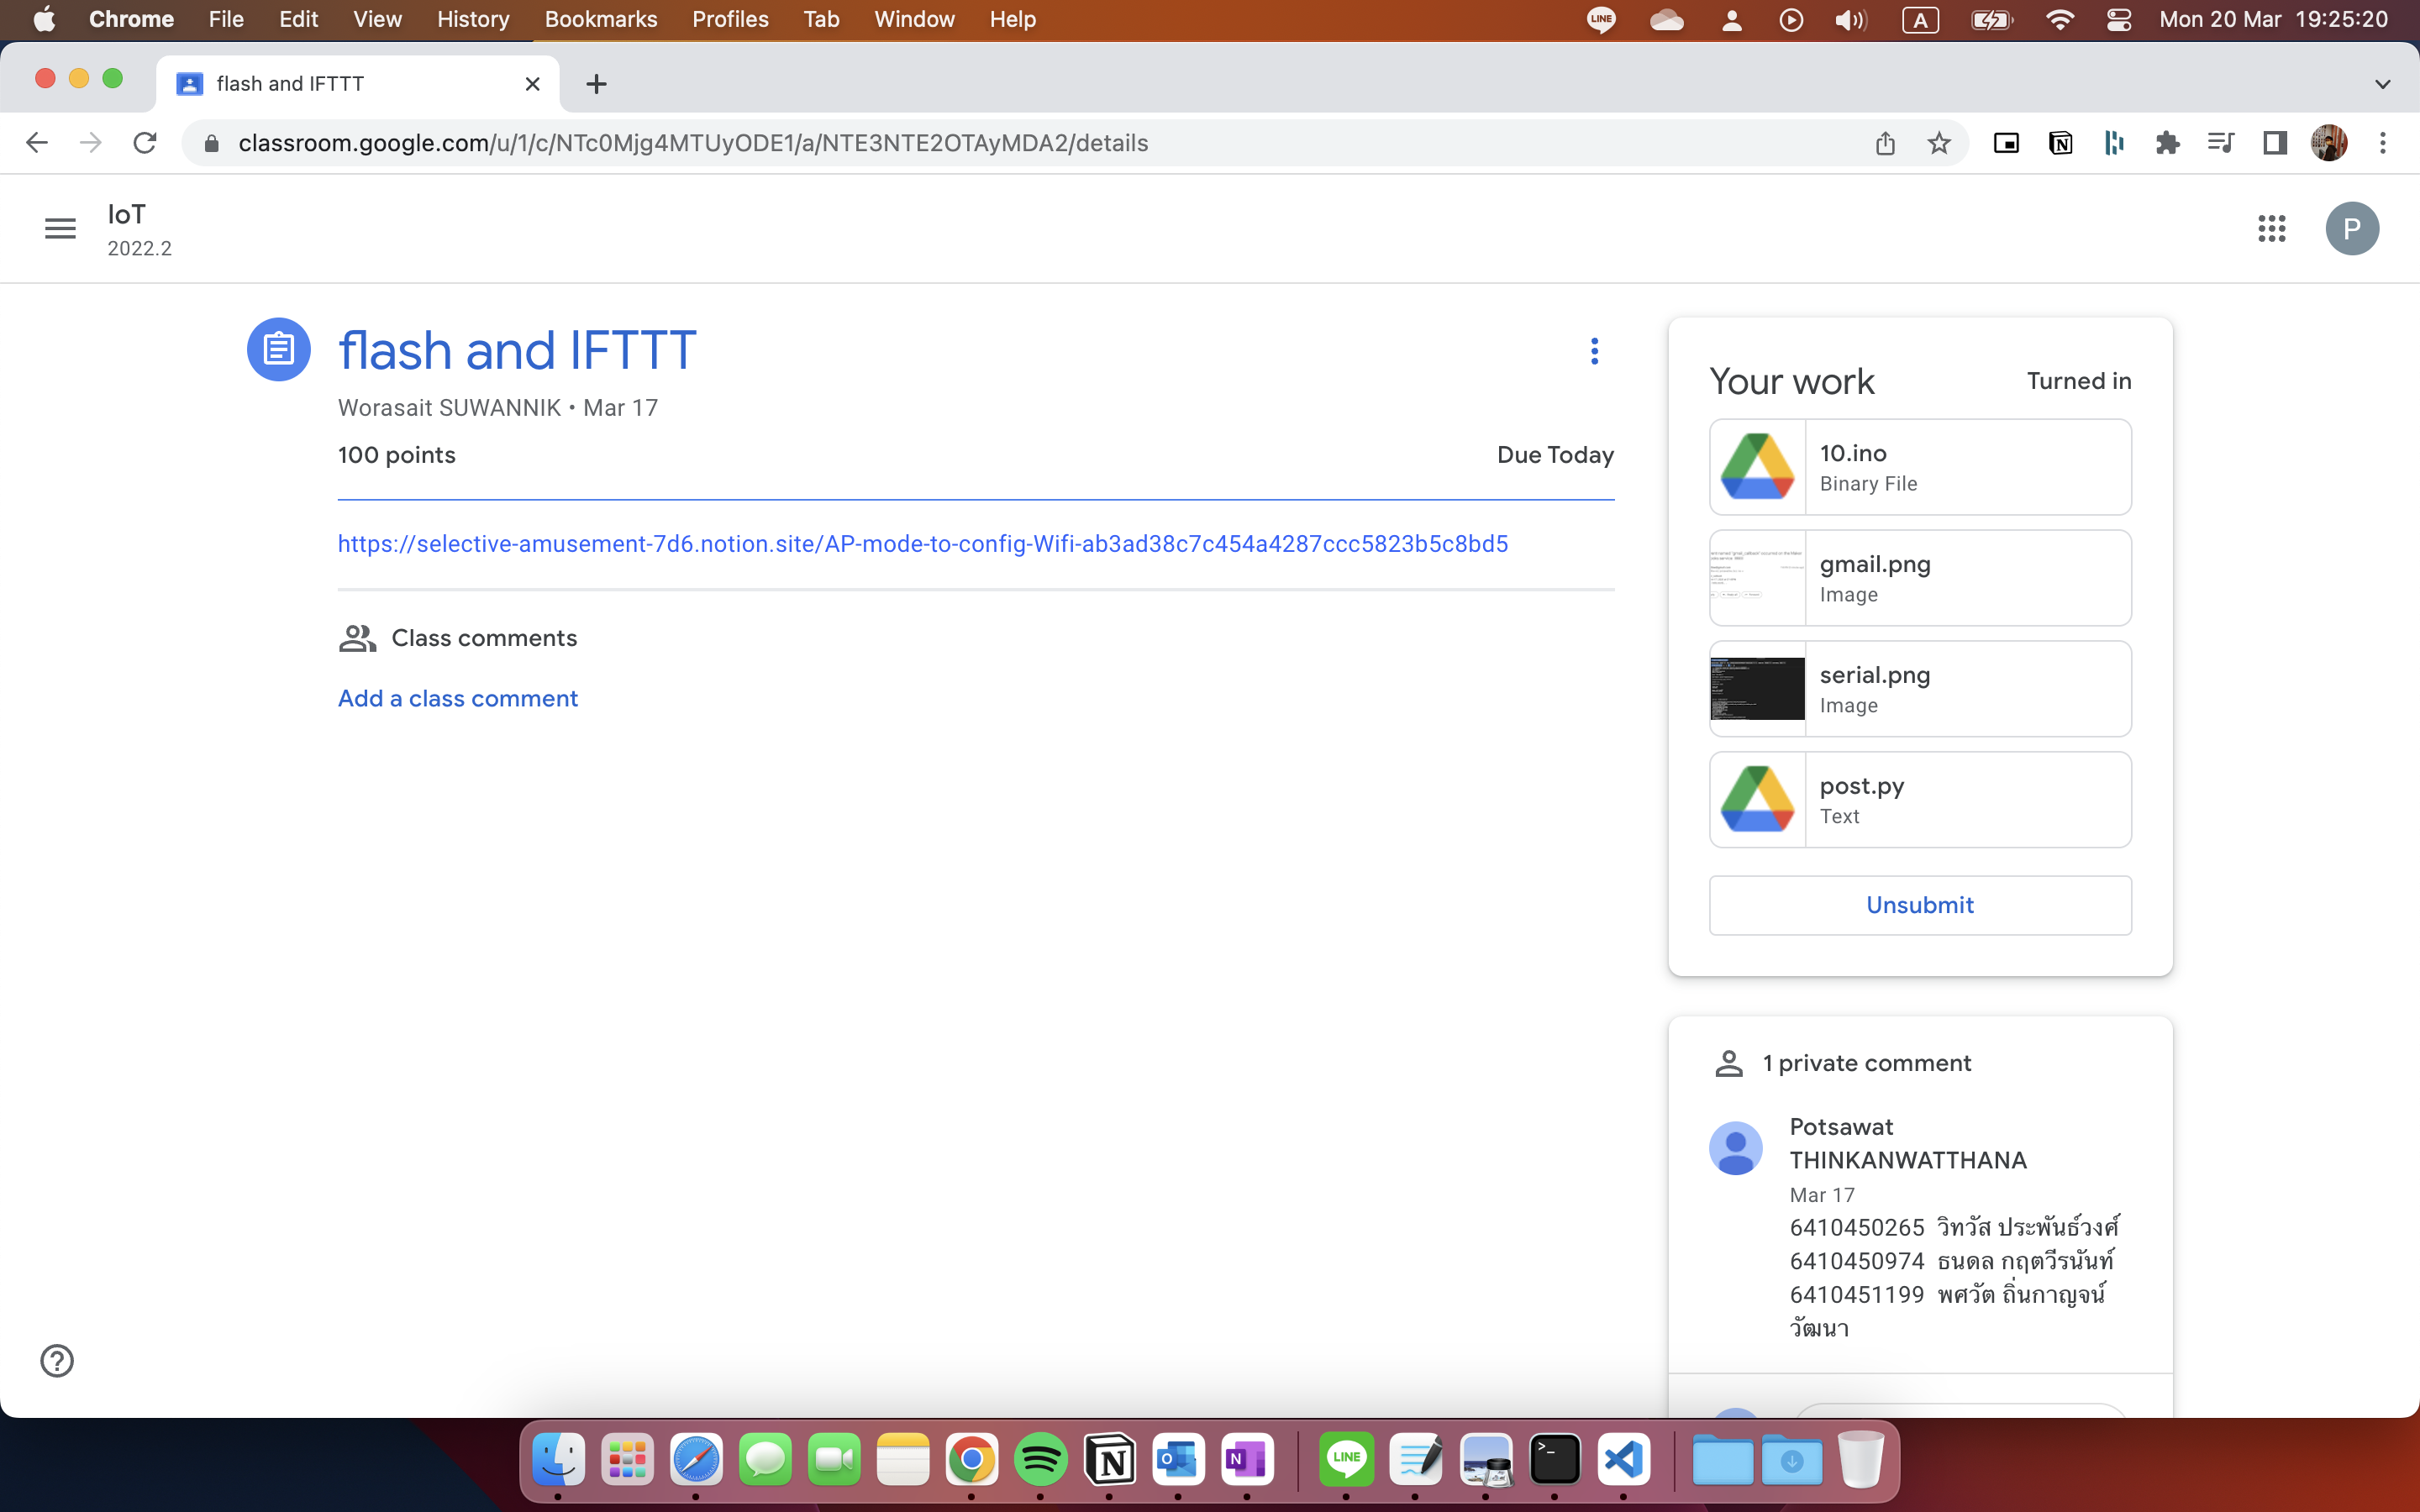 Chrome File Edit View History Bookmarks Profiles Tab Window Help LINE A Mon 20 Mar 19:25:20
flash and IFTTT
classroom.google.com/u/1/c/NTc0Mjg4MTUyODE1/a/NTE3NTE2OTAyMDA2/details
IoT
2022.2
P
flash and IFTTT
Worasait SUWANNIK • Mar 17
100 points
Due Today
https://selective-amusement-7d6.notion.site/AP-mode-to-config-Wifi-ab3ad38c7c454a4287ccc5823b5c8bd5
Class comments
Add a class comment
Your work
Turned in
10.ino
Binary File
gmail.png
Image
serial.png
Image
post.py
Text
Unsubmit
1 private comment
Potsawat
THINKANWATTHANA
Mar 17
6410450265 วิทวัส ประพันธ์วงศ์
6410450974 ธนดล กฤตวีรนันท์
6410451199 พศวัต ถิ่นกาญจน์
วัฒนา
LINE